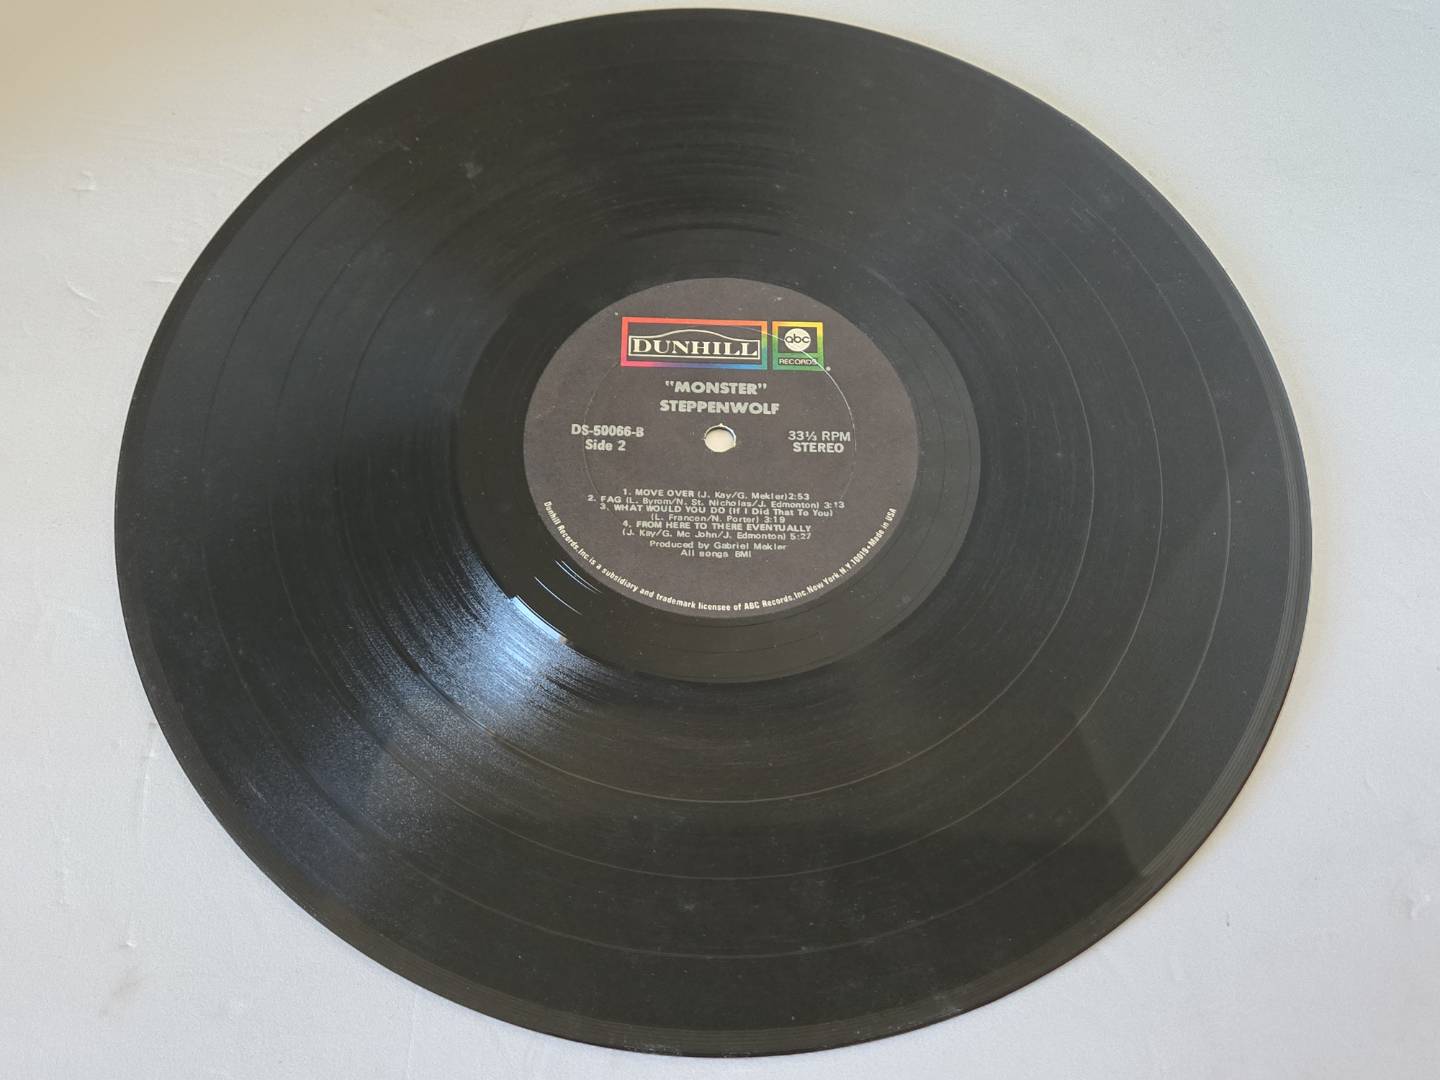 DUNHILL
abc
RECORDS
"MONSTER"
STEPPENWOLF
DS-50066-B
Side 2
33⅓ RPM
STEREO
1. MOVE OVER (J. Kay/G. Mekler) 2:53
2. FAG (L. Byrom/N. St. Nicholas/J. Edmonton) 3:13
3. WHAT WOULD YOU DO (If I Did That To You)
(L. Francen/N. Porter) 3:19
4. FROM HERE TO THERE EVENTUALLY
(J. Kay/G. Mc John/J. Edmonton) 5:27
Produced by Gabriel Mekler
All songs BMI
Dunhill Records, Inc. is a subsidiary and trademark licensee of ABC Records, Inc. New York, N.Y. 10019 • Made in USA